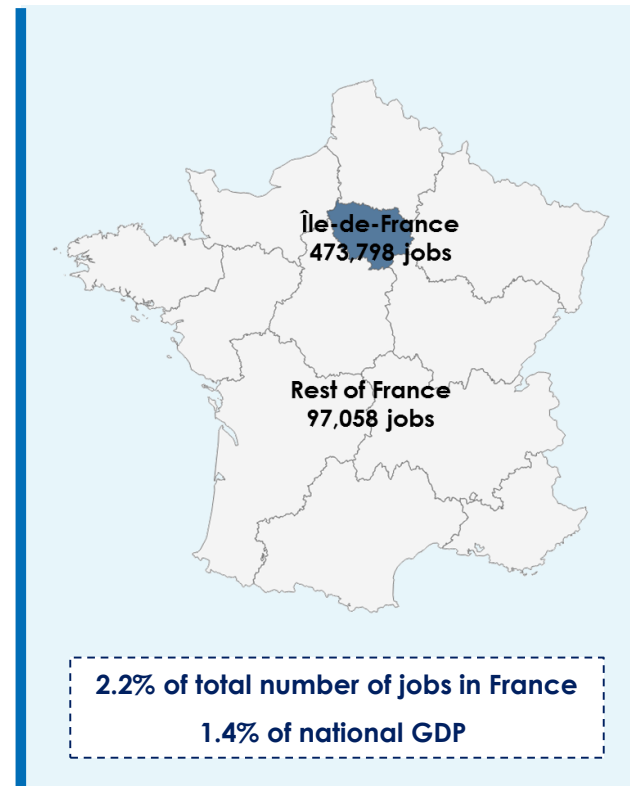 Île-de-France
473,798 jobs
Rest of France
97,058 jobs
2.2% of total number of jobs in France
1.4% of national GDP